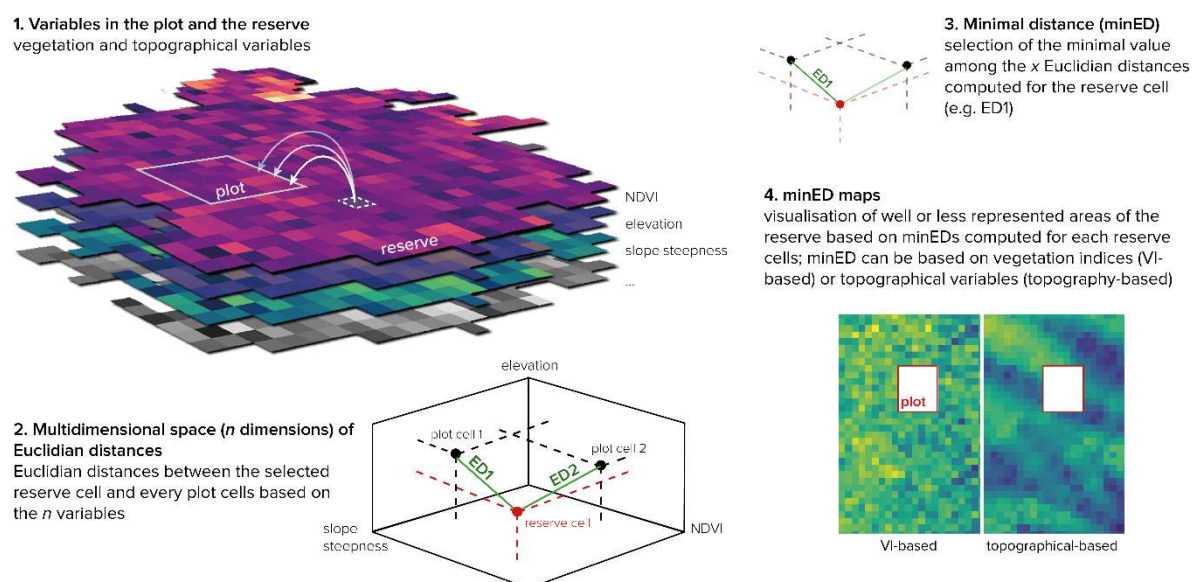 1. Variables in the plot and the reserve
vegetation and topographical variables
plot
reserve
NDVI
elevation
slope steepness
...
2. Multidimensional space (n dimensions) of
Euclidian distances
Euclidian distances between the selected
reserve cell and every plot cells based on
the n variables
elevation
plot cell 1
plot cell 2
ED1
ED2
reserve cell
slope
steepness
NDVI
3. Minimal distance (minED)
selection of the minimal value
among the x Euclidian distances
computed for the reserve cell
(e.g. ED1)
ED1
4. minED maps
visualisation of well or less represented areas of the
reserve based on minEDs computed for each reserve
cells; minED can be based on vegetation indices (VI-
based) or topographical variables (topography-based)
plot
VI-based
topographical-based